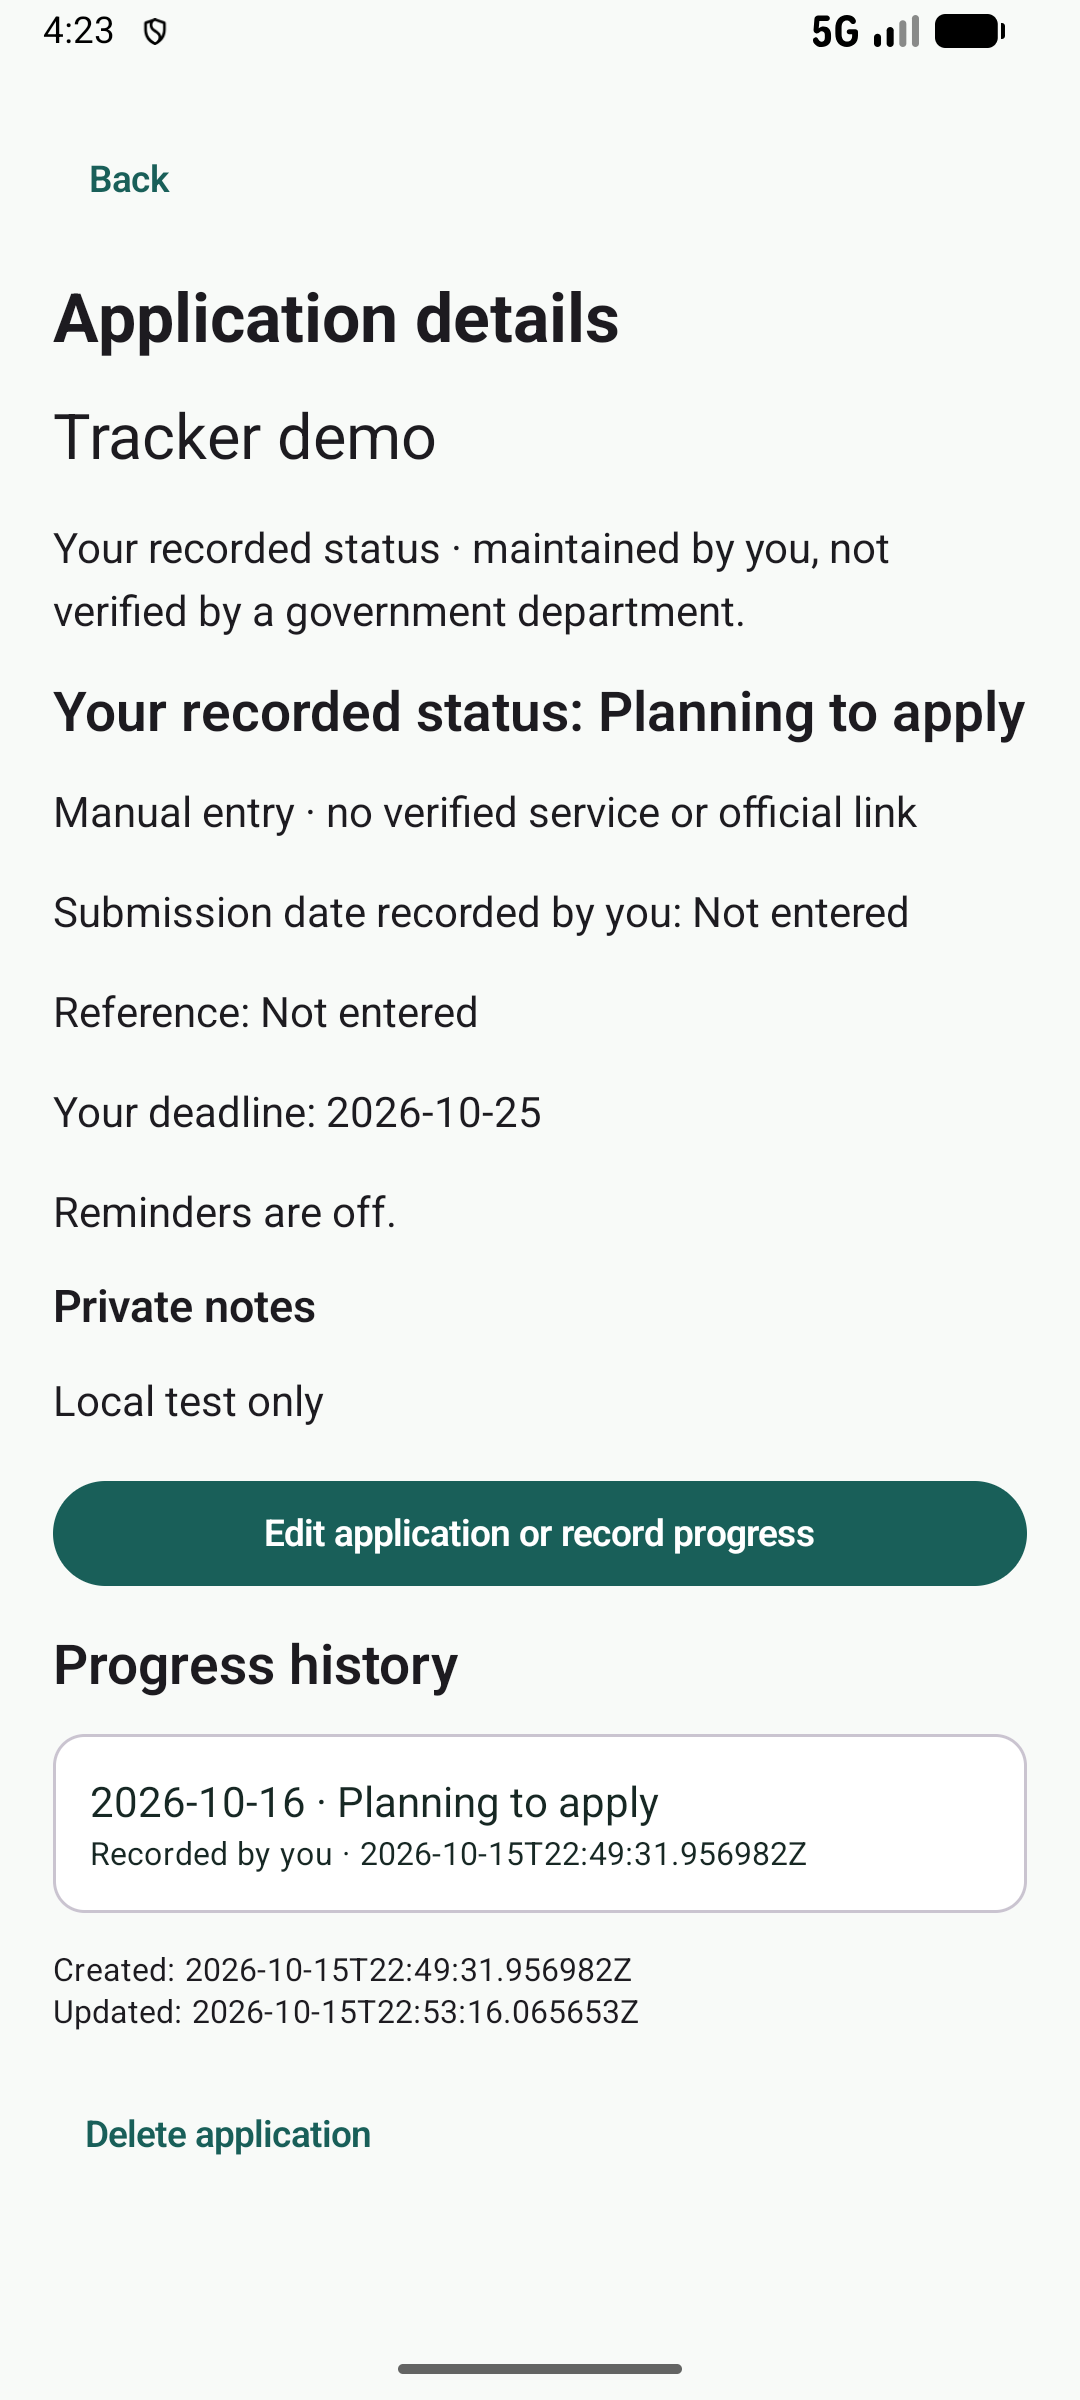 4:23
5G
Back
Application details
Tracker demo
Your recorded status · maintained by you, not
verified by a government department.
Your recorded status: Planning to apply
Manual entry · no verified service or official link
Submission date recorded by you: Not entered
Reference: Not entered
Your deadline: 2026-10-25
Reminders are off.
Private notes
Local test only
Edit application or record progress
Progress history
2026-10-16 · Planning to apply
Recorded by you · 2026-10-15T22:49:31.956982Z
Created: 2026-10-15T22:49:31.956982Z
Updated: 2026-10-15T22:53:16.065653Z
Delete application